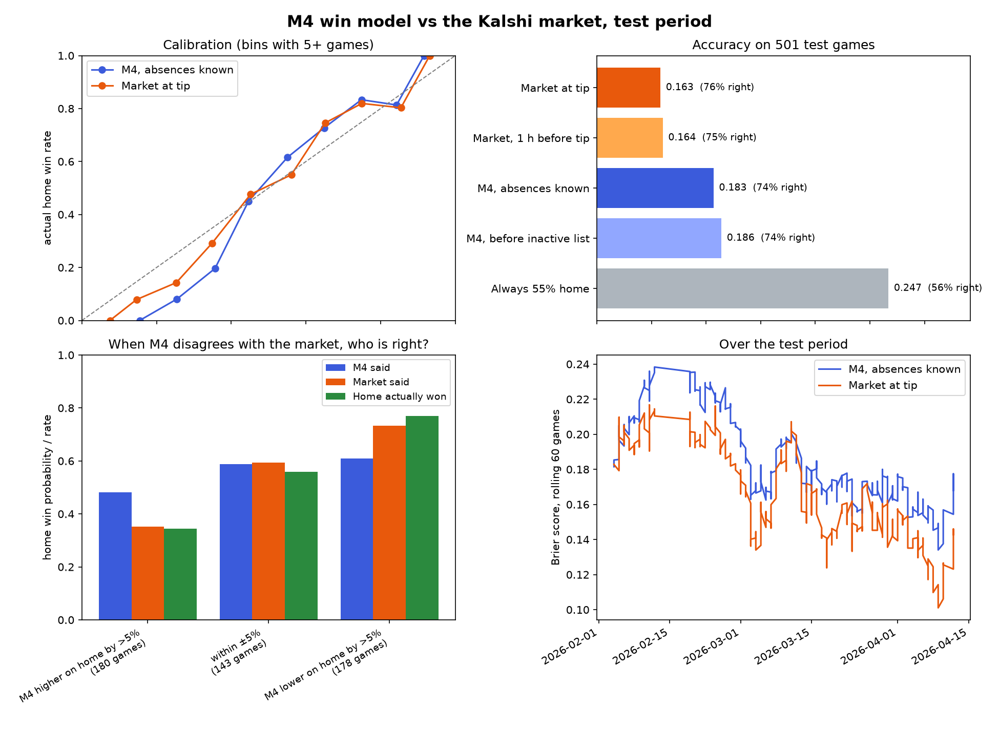 M4 win model vs the Kalshi market, test period
Calibration (bins with 5+ games)
1.0
0.8
0.6
0.4
0.2
0.0
actual home win rate
M4, absences known
Market at tip
Accuracy on 501 test games
Market at tip
0.163 (76% right)
Market, 1 h before tip
0.164 (75% right)
M4, absences known
0.183 (74% right)
M4, before inactive list
0.186 (74% right)
Always 55% home
0.247 (56% right)
When M4 disagrees with the market, who is right?
1.0
0.8
0.6
0.4
0.2
0.0
home win probability / rate
M4 said
Market said
Home actually won
M4 higher on home by >5%
(180 games)
within ±5%
(143 games)
M4 lower on home by >5%
(178 games)
Over the test period
0.24
0.22
0.20
0.18
0.16
0.14
0.12
0.10
Brier score, rolling 60 games
M4, absences known
Market at tip
2026-02-01
2026-02-15
2026-03-01
2026-03-15
2026-04-01
2026-04-15